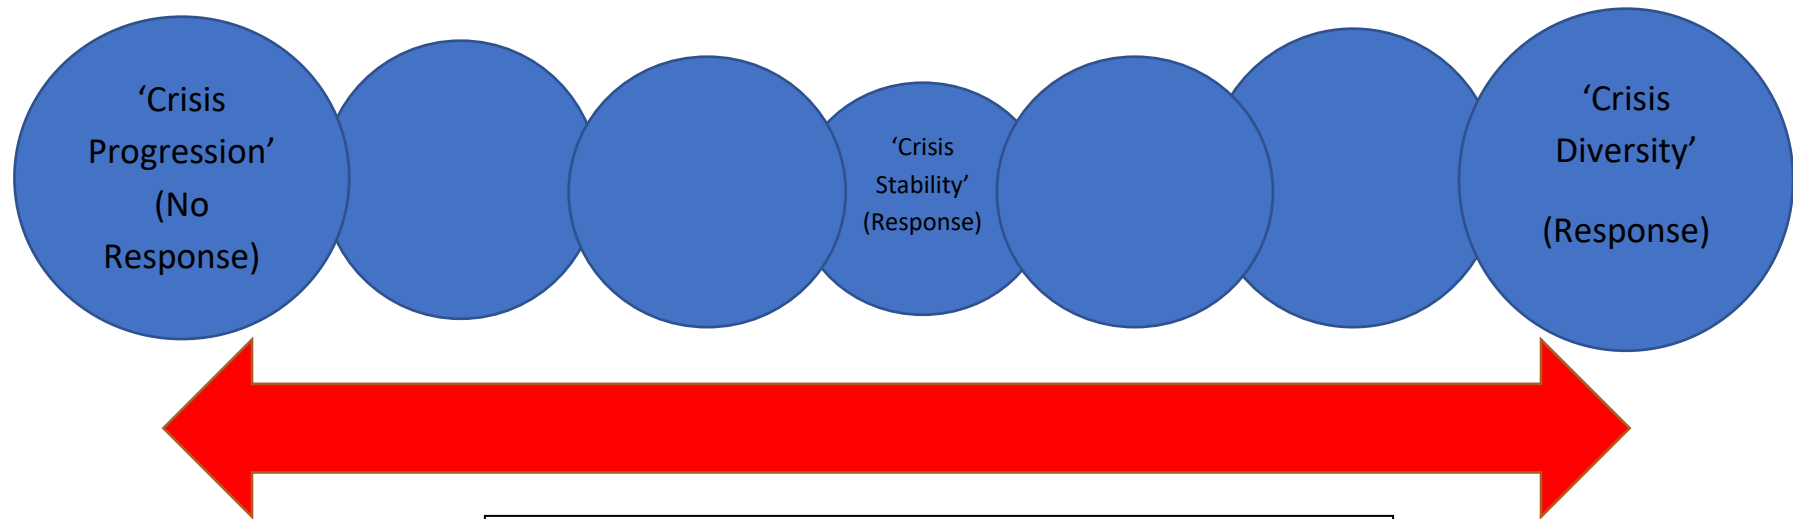 ‘Crisis
Progression’
(No
Response)
‘Crisis
Stability’
(Response)
‘Crisis
Diversity’
(Response)